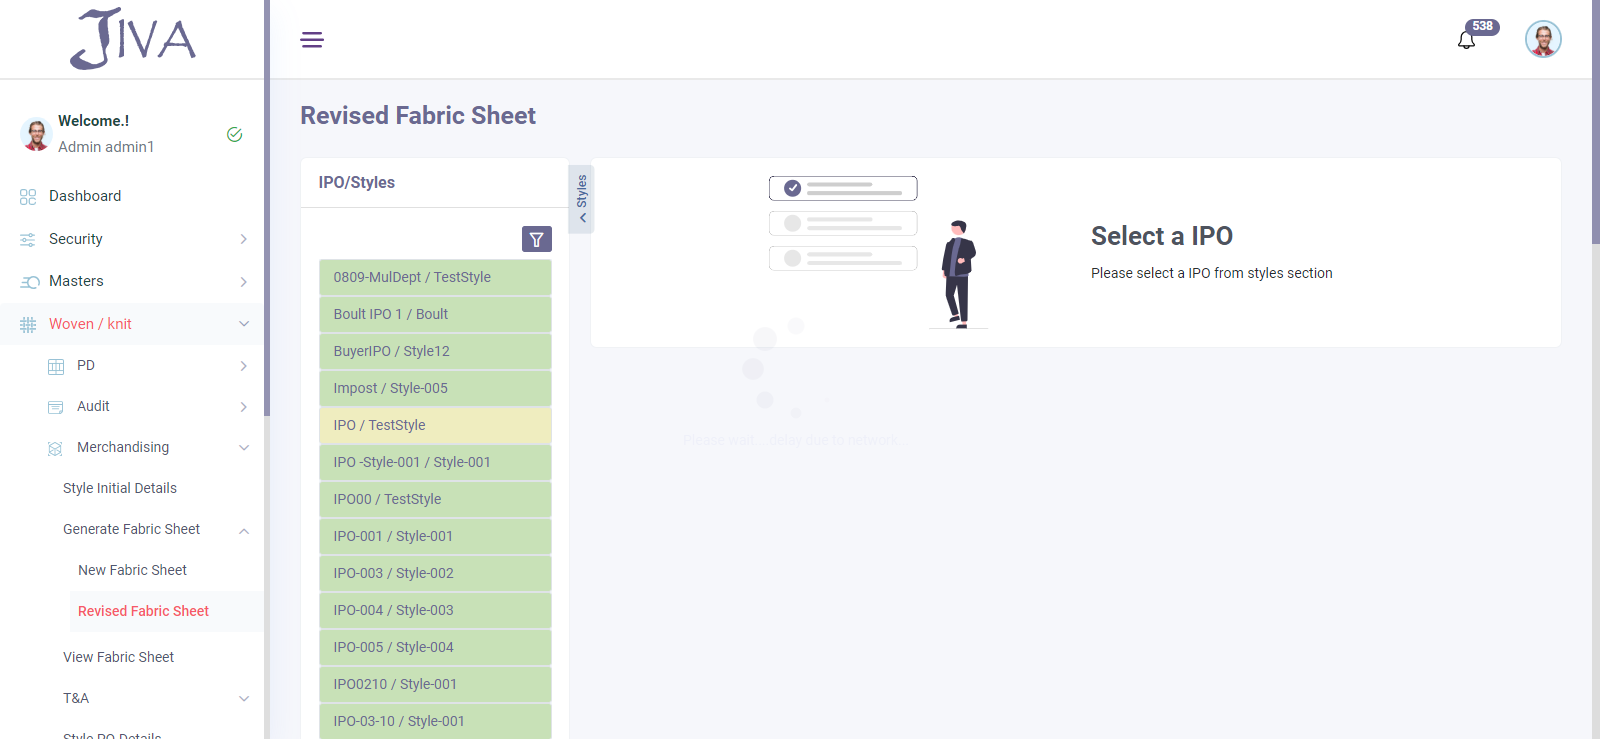 JIVA
538
Welcome.!
Admin admin1
Dashboard
Security
Masters
Woven / knit
PD
Audit
Merchandising
Style Initial Details
Generate Fabric Sheet
New Fabric Sheet
Revised Fabric Sheet
View Fabric Sheet
T&A
Style PO Details
Revised Fabric Sheet
IPO/Styles
Styles
0809-MulDept / TestStyle
Boult IPO 1 / Boult
BuyerIPO / Style12
Impost / Style-005
IPO / TestStyle
IPO -Style-001 / Style-001
IPO00 / TestStyle
IPO-001 / Style-001
IPO-003 / Style-002
IPO-004 / Style-003
IPO-005 / Style-004
IPO0210 / Style-001
IPO-03-10 / Style-001
Select a IPO
Please select a IPO from styles section
Please wait... delay due to network..